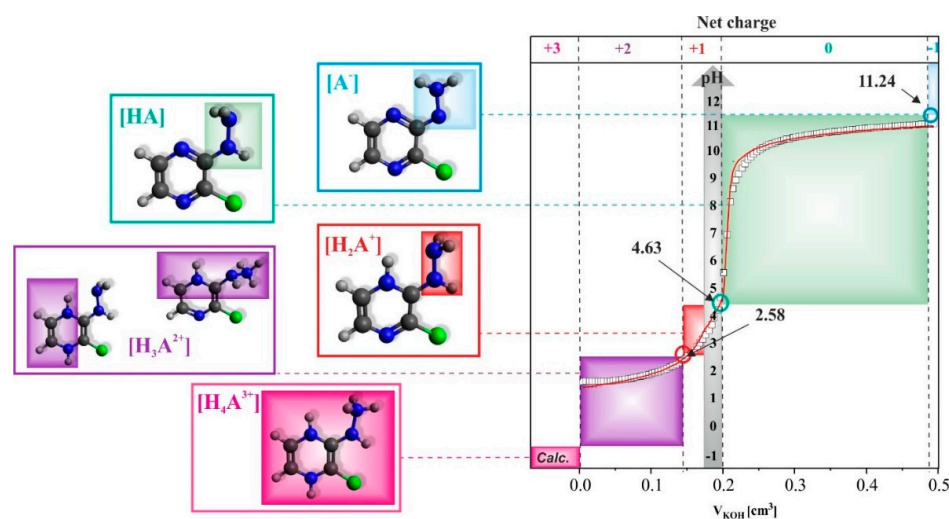 Net charge
+3 +2 +1 0 -1
[HA]
[A⁻]
[H₂A⁺]
[H₃A²⁺]
[H₄A³⁺]
pH
11.24
4.63
2.58
12
11
10
9
8
7
6
5
4
3
2
1
0
-1
Calc.
0.0 0.1 0.2 0.3 0.4 0.5
V_KOH [cm³]